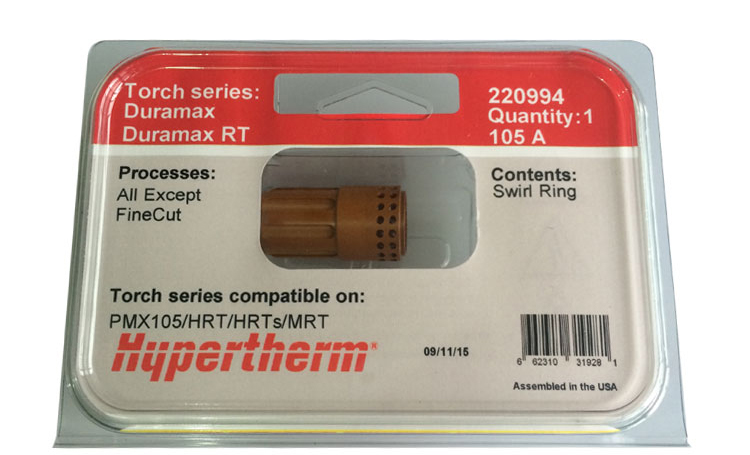 Torch series:
Duramax
Duramax RT
220994
Quantity:1
105 A
Processes:
All Except
FineCut
Contents:
Swirl Ring
Torch series compatible on:
PMX105/HRT/HRTs/MRT
Hypertherm®
09/11/15
6 62310 31928 1
Assembled in the USA